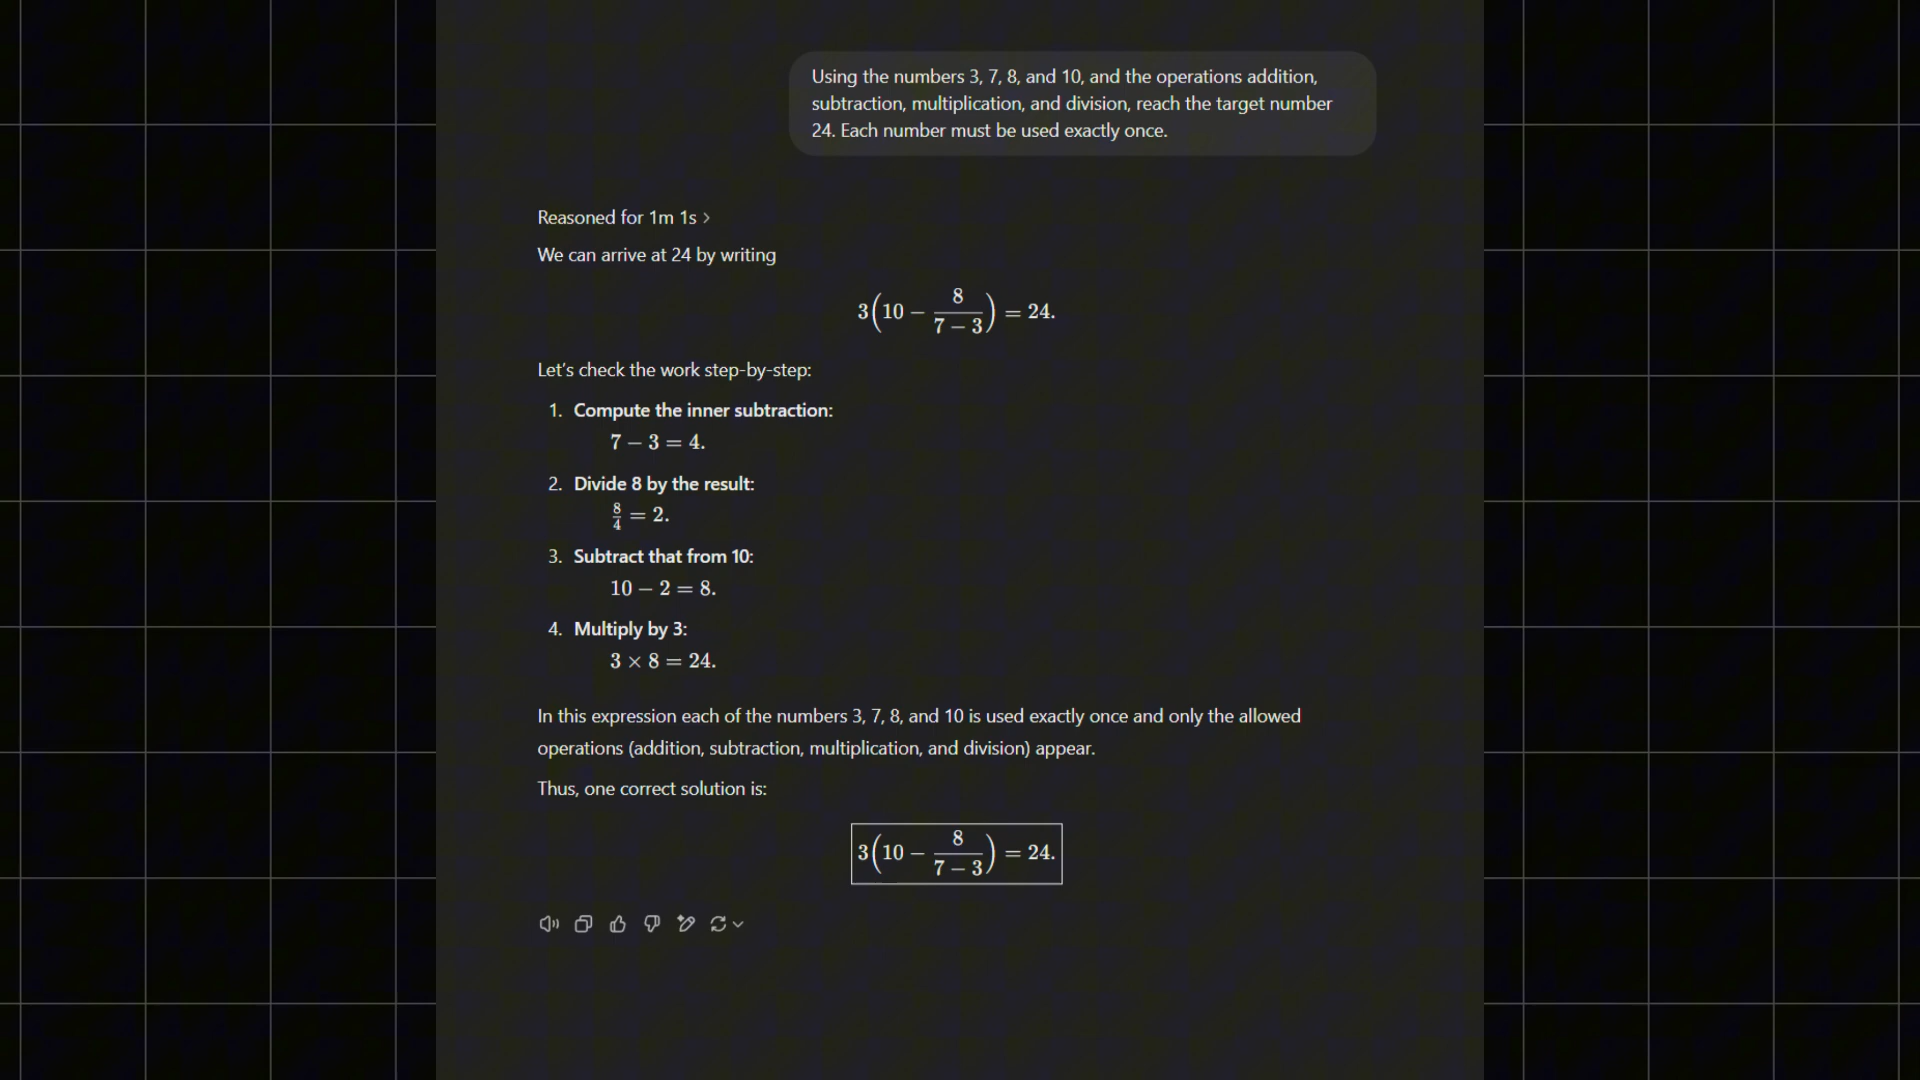 Using the numbers 3, 7, 8, and 10, and the operations addition,
subtraction, multiplication, and division, reach the target number
24. Each number must be used exactly once.
Reasoned for 1m 1s >
We can arrive at 24 by writing
3(10 − 8/(7 − 3)) = 24.
Let's check the work step-by-step:
1. Compute the inner subtraction:
7 − 3 = 4.
2. Divide 8 by the result:
8/4 = 2.
3. Subtract that from 10:
10 − 2 = 8.
4. Multiply by 3:
3 × 8 = 24.
In this expression each of the numbers 3, 7, 8, and 10 is used exactly once and only the allowed
operations (addition, subtraction, multiplication, and division) appear.
Thus, one correct solution is:
3(10 − 8/(7 − 3)) = 24.